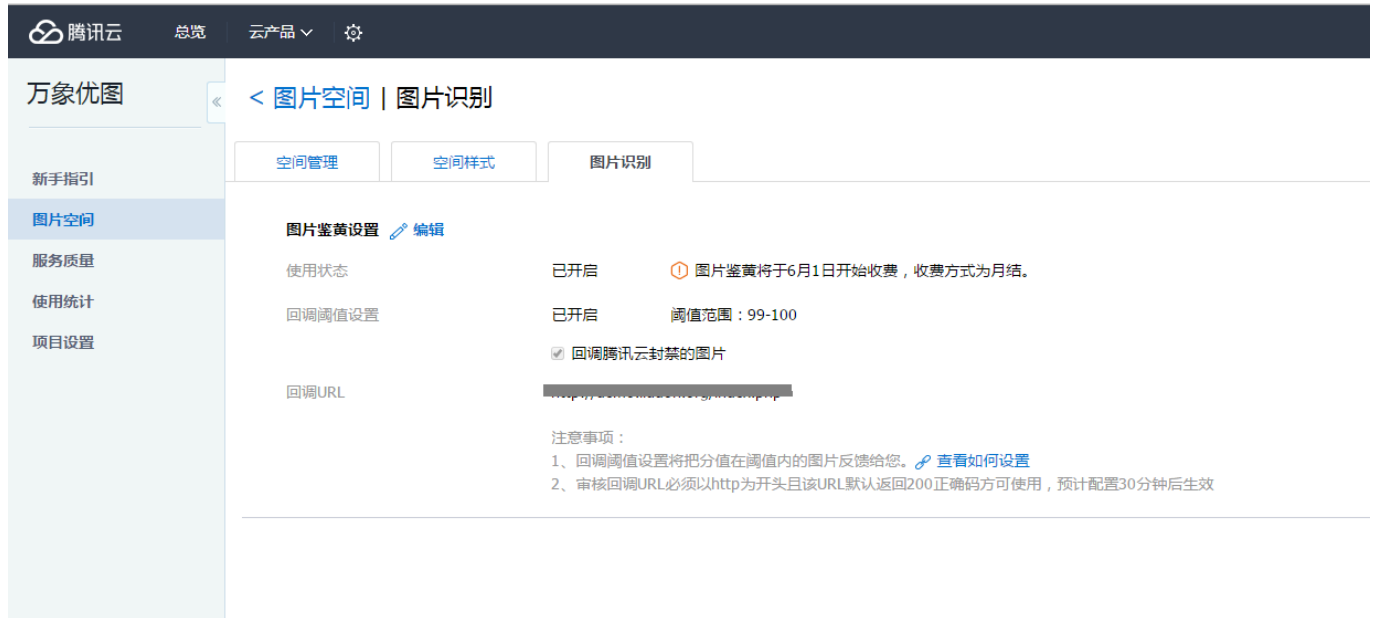 腾讯云 总览 云产品
万象优图
«
< 图片空间 | 图片识别
空间管理 空间样式 图片识别
新手指引
图片空间
服务质量
使用统计
项目设置
图片鉴黄设置 编辑
使用状态 已开启 图片鉴黄将于6月1日开始收费，收费方式为月结。
回调阈值设置 已开启 阈值范围：99-100
回调腾讯云封禁的图片
回调URL
注意事项：
1、回调阈值设置将把分值在阈值内的图片反馈给您。 查看如何设置
2、审核回调URL必须以http为开头且该URL默认返回200正确码方可使用，预计配置30分钟后生效